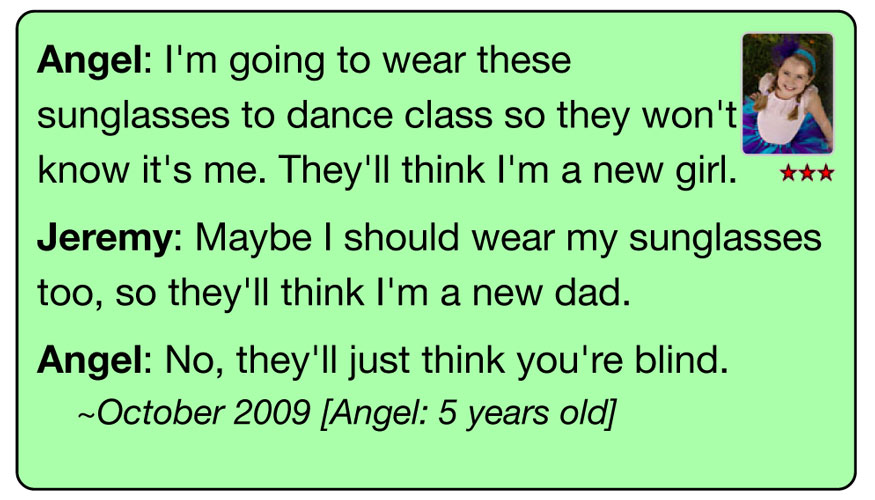 Angel: I'm going to wear these
sunglasses to dance class so they won't
know it's me. They'll think I'm a new girl.
Jeremy: Maybe I should wear my sunglasses
too, so they'll think I'm a new dad.
Angel: No, they'll just think you're blind.
~October 2009 [Angel: 5 years old]